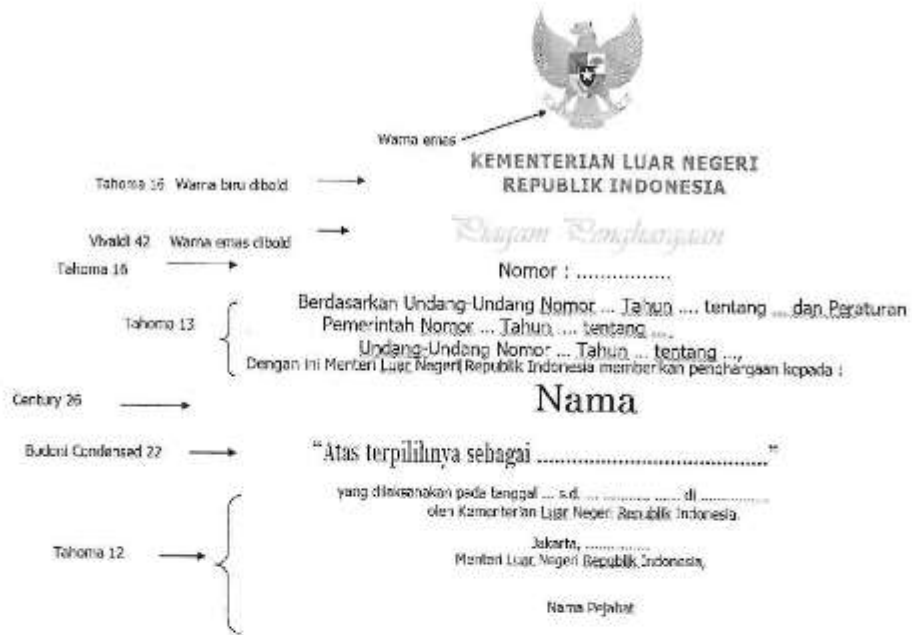 Warna emas
KEMENTERIAN LUAR NEGERI
REPUBLIK INDONESIA
Tahoma 16 Warna biru dibold
Piagam Penghargaan
Vivaldi 42 Warna emas dibold
Tahoma 16
Nomor : ................
Berdasarkan Undang-Undang Nomor ... Tahun .... tentang ... dan Peraturan
Pemerintah Nomor ... Tahun .... tentang ....
Tahoma 13
Undang-Undang Nomor ... Tahun ... tentang ...,
Dengan ini Menteri Luar Negeri Republik Indonesia memberikan penghargaan kepada :
Century 26
Nama
Budoni Condensed 22
“Atas terpilihnya sebagai ........................................”
yang dilaksanakan pada tanggal ... s.d. ... ............ ...... di .................
oleh Kementerian Luar Negeri Republik Indonesia
Tahoma 12
Jakarta, ................
Menteri Luar Negeri Republik Indonesia,
Nama Pejabat